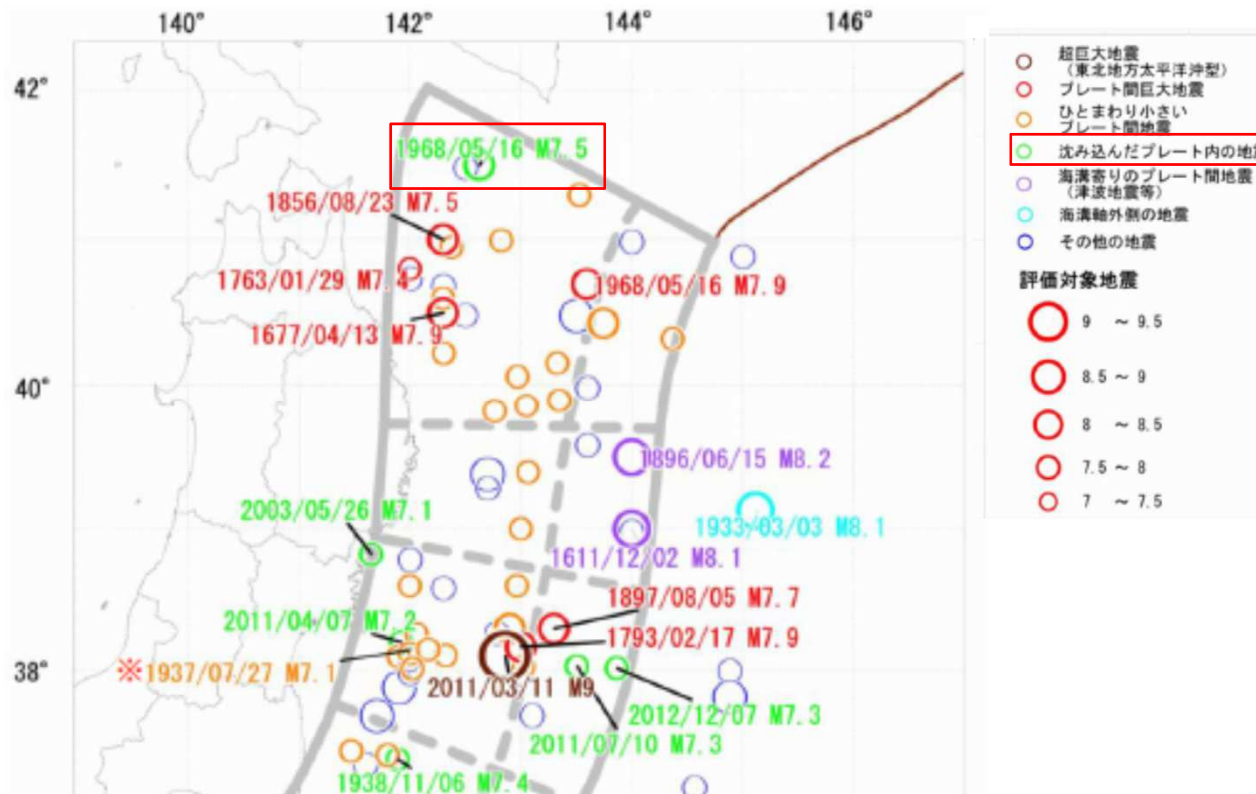 140°
142°
144°
146°
42°
40°
38°
1968/05/16 M7.5
1856/08/23 M7.5
1763/01/29 M7.4
1968/05/16 M7.9
1677/04/13 M7.9
1896/06/15 M8.2
2003/05/26 M7.1
1933/03/03 M8.1
1611/12/02 M8.1
1897/08/05 M7.7
2011/04/07 M7.2
1793/02/17 M7.9
※1937/07/27 M7.1
2011/03/11 M9
2012/12/07 M7.3
2011/07/10 M7.3
1938/11/06 M7.4
超巨大地震
(東北地方太平洋沖型)
プレート間巨大地震
ひとまわり小さい
プレート間地震
沈み込んだプレート内の地
海溝寄りのプレート間地震
(津波地震等)
海溝軸外側の地震
その他の地震
評価対象地震
9 ~ 9.5
8.5 ~ 9
8 ~ 8.5
7.5 ~ 8
7 ~ 7.5